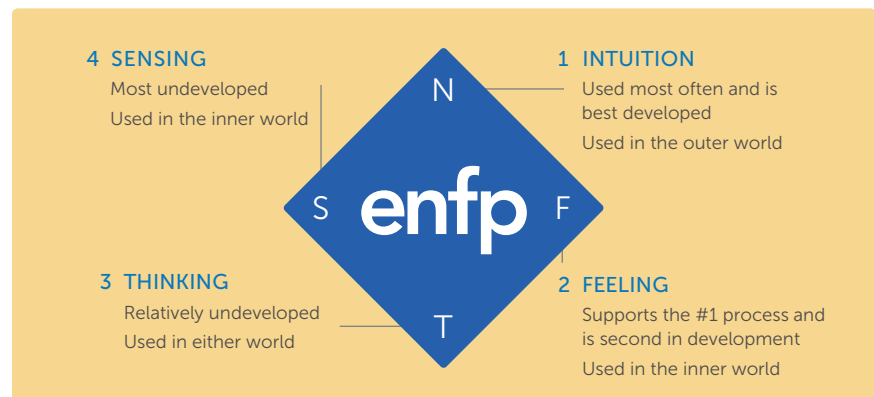 4 SENSING
Most undeveloped
Used in the inner world
1 INTUITION
Used most often and is
best developed
Used in the outer world
N
S
enfp
F
T
3 THINKING
Relatively undeveloped
Used in either world
2 FEELING
Supports the #1 process and
is second in development
Used in the inner world